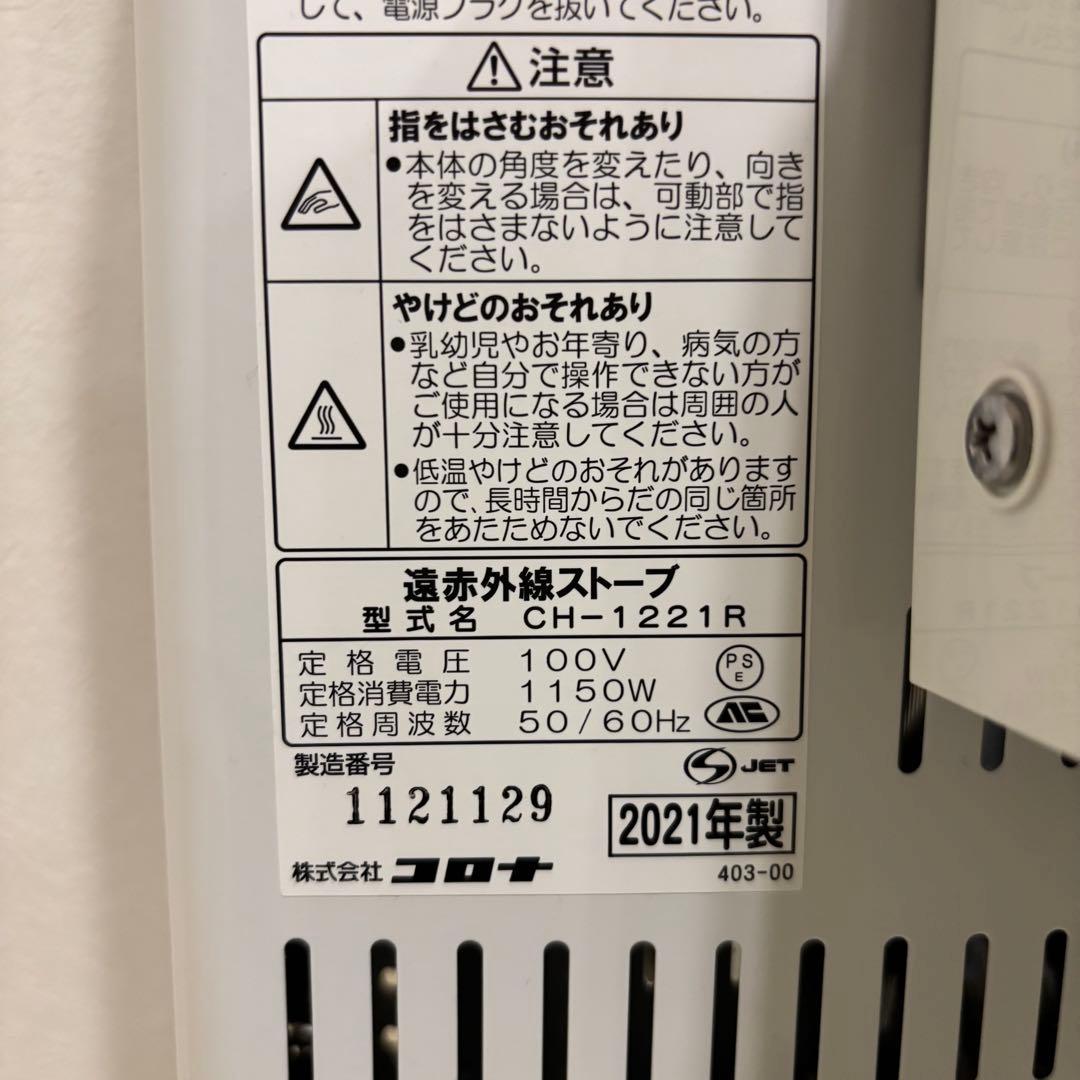 して、電源プラグを抜いてください。
注意
指をはさむおそれあり
●本体の角度を変えたり、向き
を変える場合は、可動部で指
をはさまないように注意して
ください。
やけどのおそれあり
●乳幼児やお年寄り、病気の方
など自分で操作できない方が
ご使用になる場合は周囲の人
が十分注意してください。
●低温やけどのおそれがあります
ので、長時間からだの同じ箇所
をあたためないでください。
遠赤外線ストーブ
型式名 CH-1221R
定格電圧 100V
定格消費電力 1150W
定格周波数 50/60Hz
PSE
製造番号
JET
1121129
2021年製
株式会社 コロナ
403-00